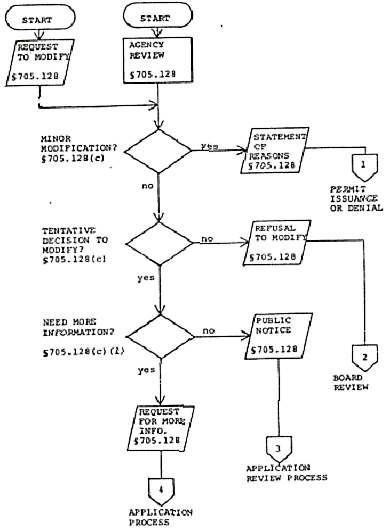 START
START
REQUEST
TO MODIFY
§705.128
AGENCY
REVIEW
§705.128
MINOR
MODIFICATION?
§705.128(e)
yes
STATEMENT
OF
REASONS
§705.128
1
PERMIT
ISSUANCE
OR DENIAL
no
TENTATIVE
DECISION TO
MODIFY?
§705.128(c)
no
REFUSAL
TO MODIFY
§705.128
2
BOARD
REVIEW
yes
NEED MORE
INFORMATION?
§705.128(c)(1)
no
PUBLIC
NOTICE
§705.128
3
APPLICATION
REVIEW PROCESS
yes
REQUEST
FOR MORE
INFO.
§705.128
4
APPLICATION
PROCESS